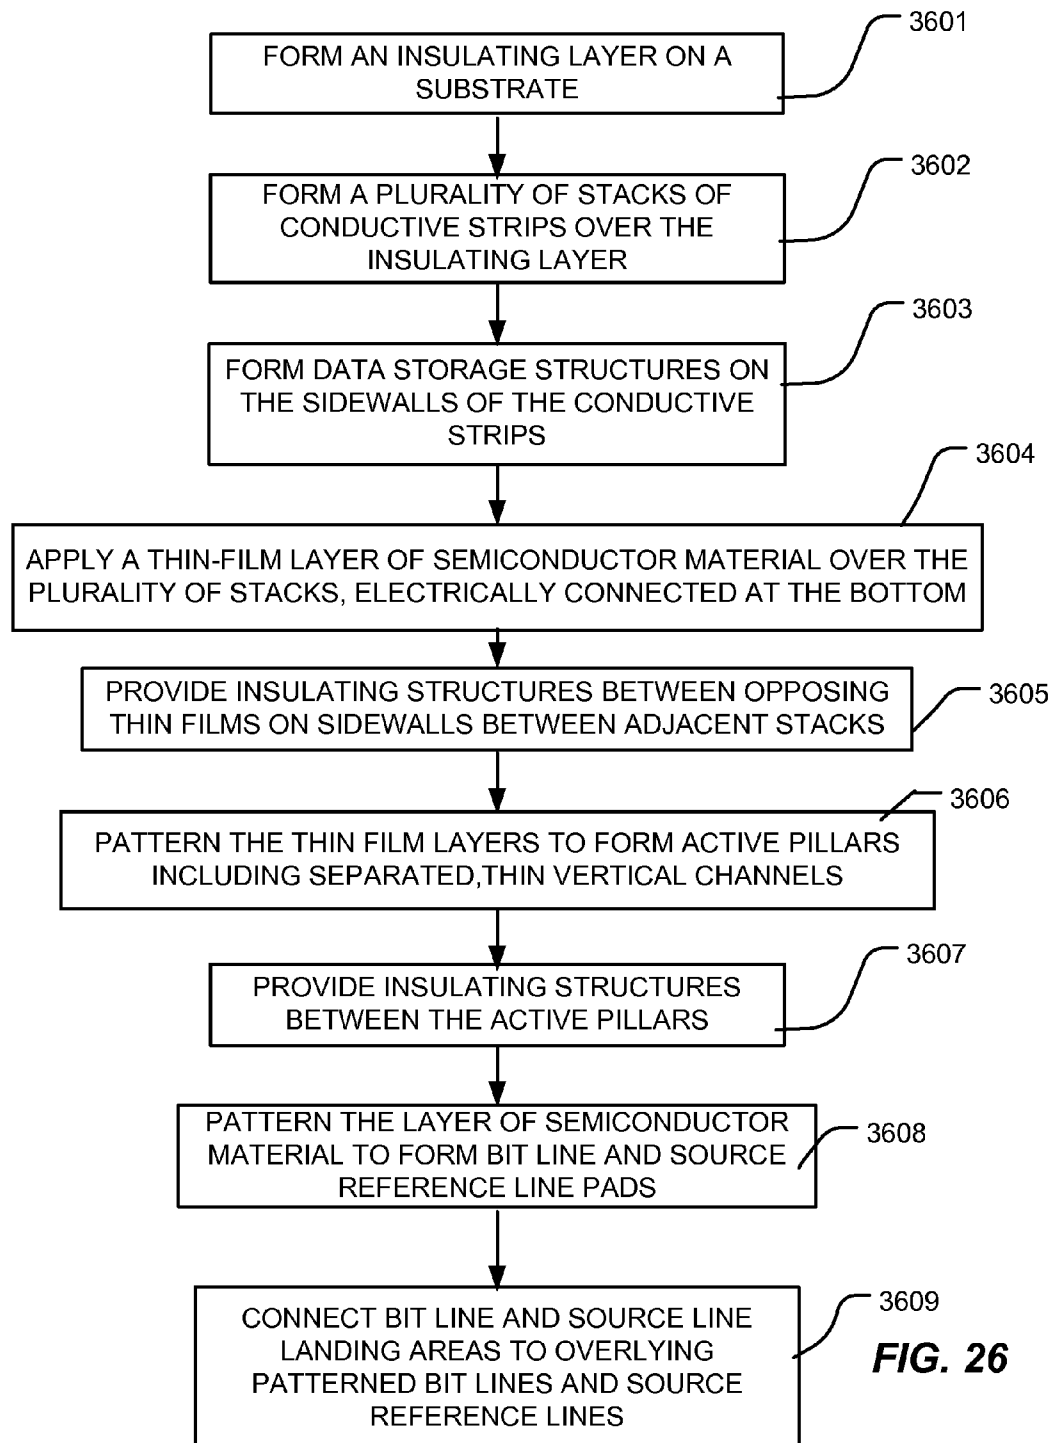 3601
FORM AN INSULATING LAYER ON A
SUBSTRATE
3602
FORM A PLURALITY OF STACKS OF
CONDUCTIVE STRIPS OVER THE
INSULATING LAYER
3603
FORM DATA STORAGE STRUCTURES ON
THE SIDEWALLS OF THE CONDUCTIVE
STRIPS
3604
APPLY A THIN-FILM LAYER OF SEMICONDUCTOR MATERIAL OVER THE
PLURALITY OF STACKS, ELECTRICALLY CONNECTED AT THE BOTTOM
3605
PROVIDE INSULATING STRUCTURES BETWEEN OPPOSING
THIN FILMS ON SIDEWALLS BETWEEN ADJACENT STACKS
3606
PATTERN THE THIN FILM LAYERS TO FORM ACTIVE PILLARS
INCLUDING SEPARATED,THIN VERTICAL CHANNELS
3607
PROVIDE INSULATING STRUCTURES
BETWEEN THE ACTIVE PILLARS
3608
PATTERN THE LAYER OF SEMICONDUCTOR
MATERIAL TO FORM BIT LINE AND SOURCE
REFERENCE LINE PADS
3609
CONNECT BIT LINE AND SOURCE LINE
LANDING AREAS TO OVERLYING
PATTERNED BIT LINES AND SOURCE
REFERENCE LINES
FIG. 26